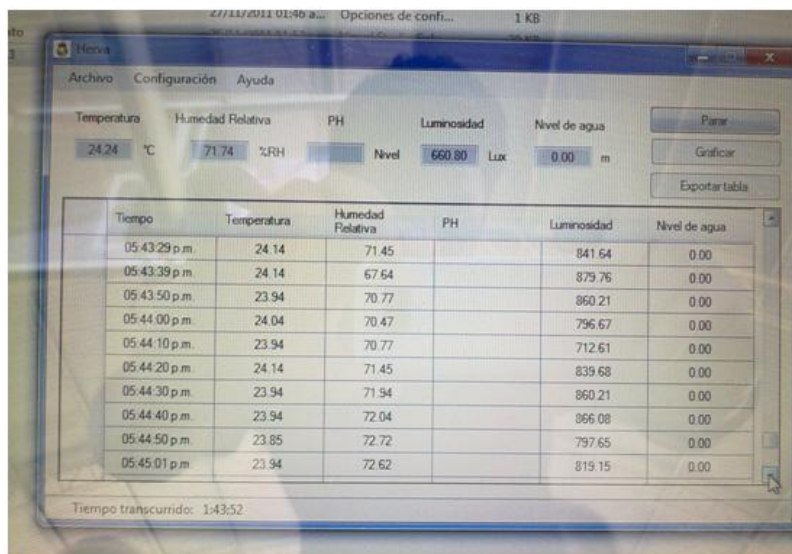 27/11/2011 01:46 a... Opciones de confi... 1 KB
Herva
Archivo Configuración Ayuda
Temperatura Humedad Relativa PH Luminosidad Nivel de agua Parar
24.24 °C 71.74 %RH Nivel 660.80 Lux 0.00 m Graficar
Exportar tabla
Tiempo Temperatura Humedad Relativa PH Luminosidad Nivel de agua
05:43:29 p.m. 24.14 71.45 841.64 0.00
05:43:39 p.m. 24.14 67.64 879.76 0.00
05:43:50 p.m. 23.94 70.77 860.21 0.00
05:44:00 p.m. 24.04 70.47 796.67 0.00
05:44:10 p.m. 23.94 70.77 712.61 0.00
05:44:20 p.m. 24.14 71.45 839.68 0.00
05:44:30 p.m. 23.94 71.94 860.21 0.00
05:44:40 p.m. 23.94 72.04 866.08 0.00
05:44:50 p.m. 23.85 72.72 797.65 0.00
05:45:01 p.m. 23.94 72.62 819.15 0.00
Tiempo transcurrido: 1:43:52